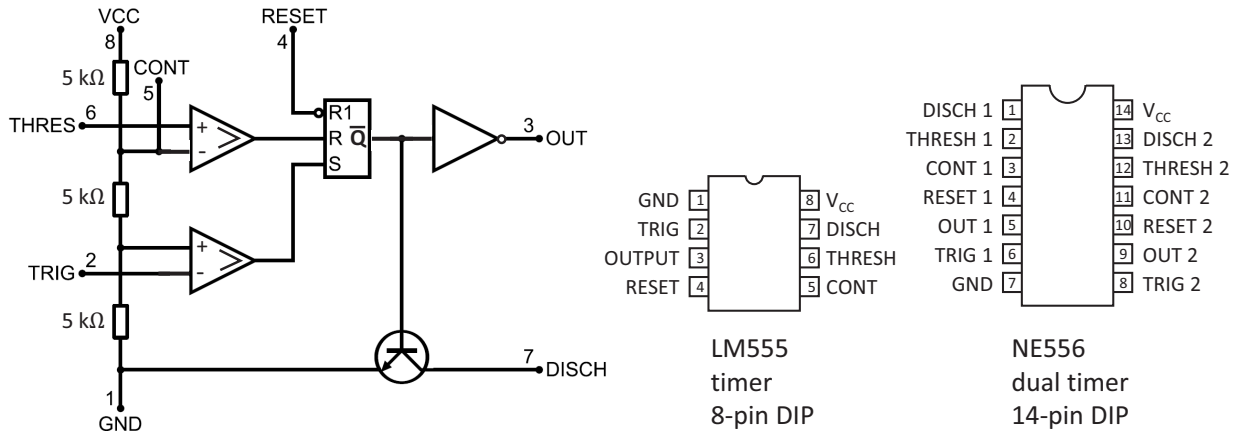 VCC
8
RESET
4
5 kΩ
CONT
5
THRES
6
+
-
R1
R
S
Q̅
3
OUT
5 kΩ
TRIG
2
+
-
5 kΩ
7
DISCH
1
GND
GND 1
TRIG 2
OUTPUT 3
RESET 4
8 VCC
7 DISCH
6 THRESH
5 CONT
LM555
timer
8-pin DIP
DISCH 1 1
THRESH 1 2
CONT 1 3
RESET 1 4
OUT 1 5
TRIG 1 6
GND 7
14 VCC
13 DISCH 2
12 THRESH 2
11 CONT 2
10 RESET 2
9 OUT 2
8 TRIG 2
NE556
dual timer
14-pin DIP